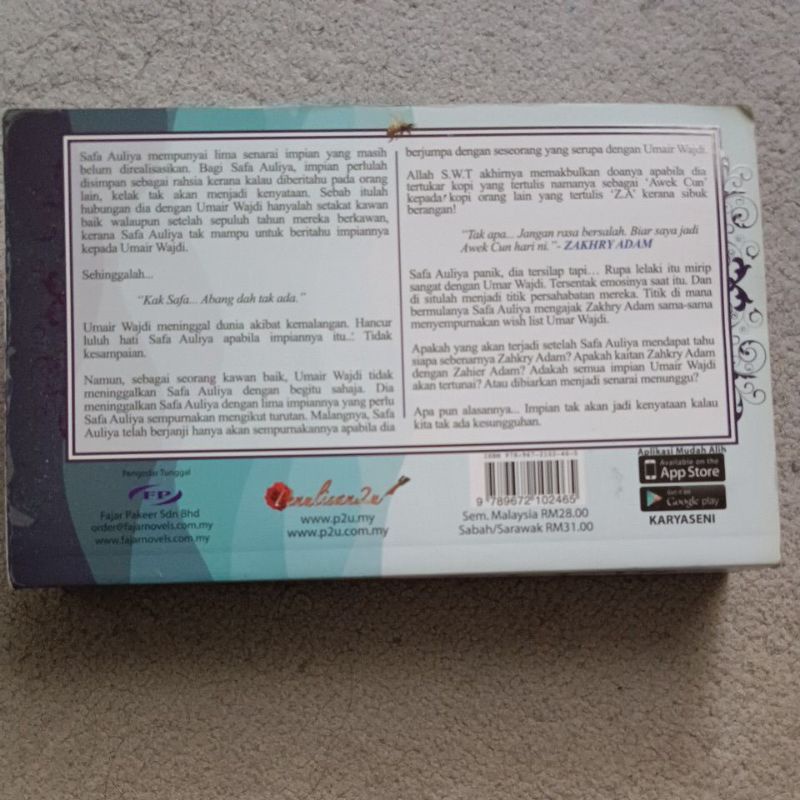 Safa Auliya mempunyai lima senarai impian yang masih
belum direalisasikan. Bagi Safa Auliya, impian perlulah
disimpan sebagai rahsia kerana kalau diberitahu pada orang
lain, kelak tak akan menjadi kenyataan. Sebab itulah
hubungan dia dengan Umair Wajdi hanyalah setakat kawan
baik walaupun setelah sepuluh tahun mereka berkawan,
kerana Safa Auliya tak mampu untuk beritahu impiannya
kepada Umair Wajdi.
Sehinggalah...
“Kak Safa... Abang dah tak ada.”
Umair Wajdi meninggal dunia akibat kemalangan. Hancur
luluh hati Safa Auliya apabila impiannya itu... Tidak
kesampaian.
Namun, sebagai seorang kawan baik, Umair Wajdi tidak
meninggalkan Safa Auliya dengan begitu sahaja. Dia
meninggalkan Safa Auliya dengan lima impiannya yang perlu
Safa Auliya sempurnakan mengikut turutan. Malangnya, Safa
Auliya telah berjanji hanya akan sempurnakannya apabila dia
berjumpa dengan seseorang yang serupa dengan Umair Wajdi.
Allah S.W.T akhirnya memakbulkan doanya apabila dia
tertukar kopi yang tertulis namanya sebagai ‘Awek Cun’
kepada kopi orang lain yang tertulis ‘Z.A’ kerana sibuk
berangan!
“Tak apa... Jangan rasa bersalah. Biar saya jadi
Awek Cun hari ni.”- ZAKHRY ADAM
Safa Auliya panik, dia tersilap tapi… Rupa lelaki itu mirip
sangat dengan Umar Wajdi. Tersentak emosinya saat itu. Dan
di situlah menjadi titik persahabatan mereka. Titik di mana
bermulanya Safa Auliya mengajak Zakhry Adam sama-sama
menyempurnakan wish list Umar Wajdi.
Apakah yang akan terjadi setelah Safa Auliya mendapat tahu
siapa sebenarnya Zahkry Adam? Apakah kaitan Zahkry Adam
dengan Zahier Adam? Adakah semua impian Umair Wajdi
akan tertunai? Atau dibiarkan menjadi senarai menunggu?
Apa pun alasannya... Impian tak akan jadi kenyataan kalau
kita tak ada kesungguhan.
Pengedar Tunggal
FP
Fajar Pakeer Sdn Bhd
order@fajarnovels.com.my
www.fajarnovels.com.my
Penulisan2u
www.p2u.my
www.p2u.com.my
ISBN 978-967-2102-46-5
9 789672 102465
Sem. Malaysia RM28.00
Sabah/Sarawak RM31.00
Aplikasi Mudah Alih
Available on the
App Store
Get it on
Google play
KARYASENI